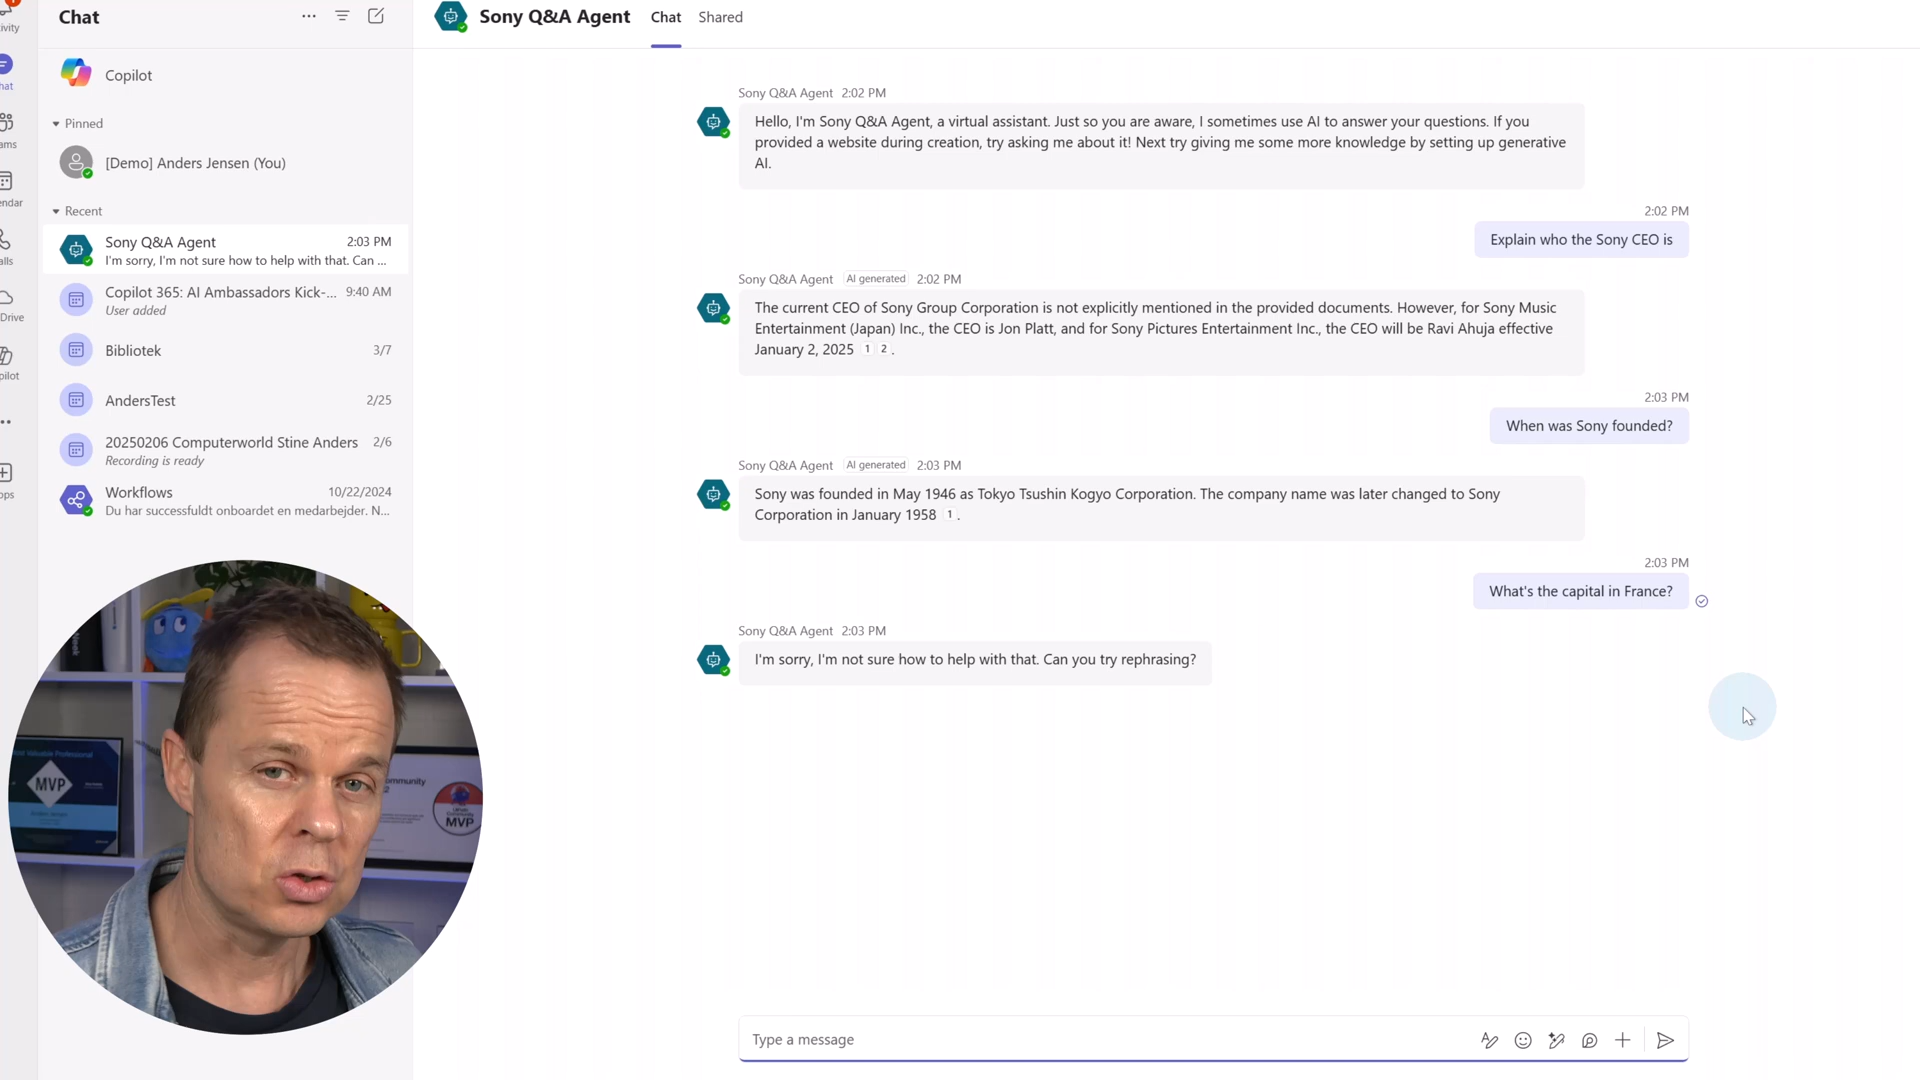 Chat
Sony Q&A Agent
Chat
Shared
Copilot
Pinned
[Demo] Anders Jensen (You)
Recent
Sony Q&A Agent 2:03 PM
I'm sorry, I'm not sure how to help with that. Can ...
Copilot 365: AI Ambassadors Kick-... 9:40 AM
User added
Bibliotek 3/7
AndersTest 2/25
20250206 Computerworld Stine Anders 2/6
Recording is ready
Workflows 10/22/2024
Du har successfuldt onboardet en medarbejder. N...
Sony Q&A Agent 2:02 PM
Hello, I'm Sony Q&A Agent, a virtual assistant. Just so you are aware, I sometimes use AI to answer your questions. If you
provided a website during creation, try asking me about it! Next try giving me some more knowledge by setting up generative
AI.
2:02 PM
Explain who the Sony CEO is
Sony Q&A Agent AI generated 2:02 PM
The current CEO of Sony Group Corporation is not explicitly mentioned in the provided documents. However, for Sony Music
Entertainment (Japan) Inc., the CEO is Jon Platt, and for Sony Pictures Entertainment Inc., the CEO will be Ravi Ahuja effective
January 2, 2025 1 2 .
2:03 PM
When was Sony founded?
Sony Q&A Agent AI generated 2:03 PM
Sony was founded in May 1946 as Tokyo Tsushin Kogyo Corporation. The company name was later changed to Sony
Corporation in January 1958 1 .
2:03 PM
What's the capital in France?
Sony Q&A Agent 2:03 PM
I'm sorry, I'm not sure how to help with that. Can you try rephrasing?
Type a message
MVP
MVP